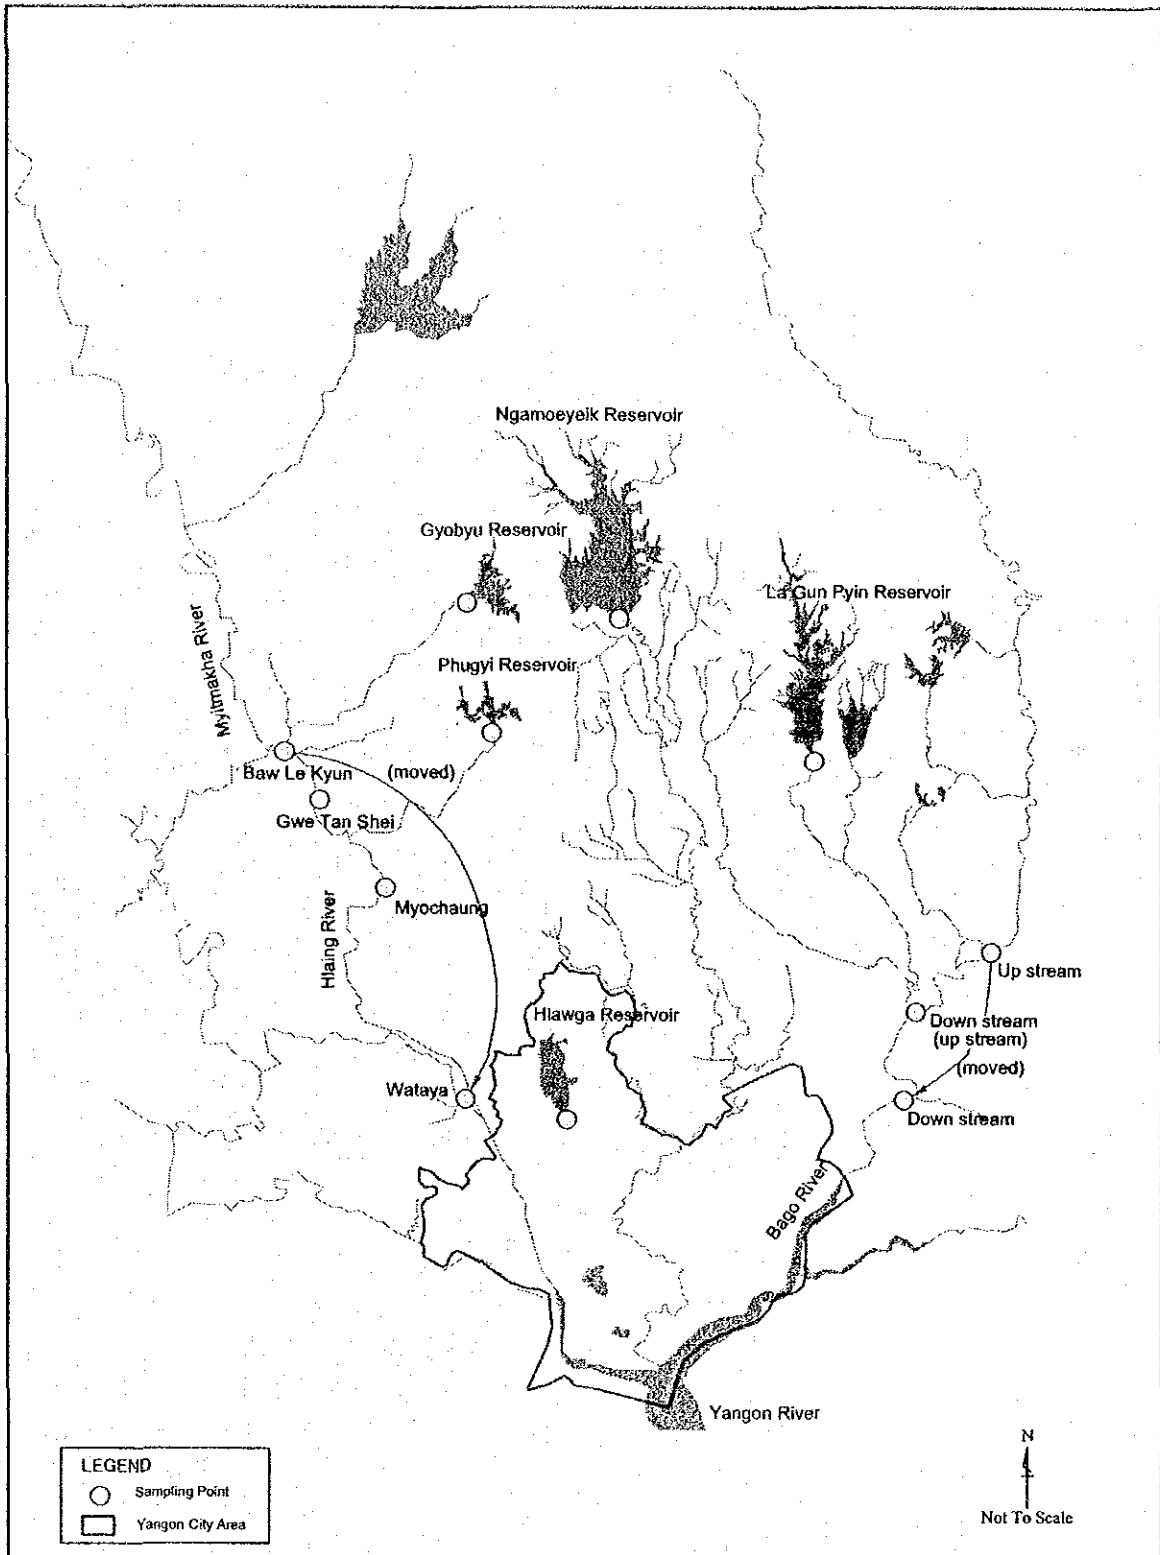 Ngamoeyeik Reservoir
Gyobyu Reservoir
La Gun Pyin Reservoir
Myitmakha River
Phugyi Reservoir
Baw Le Kyun
(moved)
Gwe Tan Shei
Myochaung
Hlaing River
Up stream
Hlawga Reservoir
Down stream
(up stream)
(moved)
Wataya
Down stream
Bago River
Yangon River
LEGEND
Sampling Point
Yangon City Area
N
Not To Scale